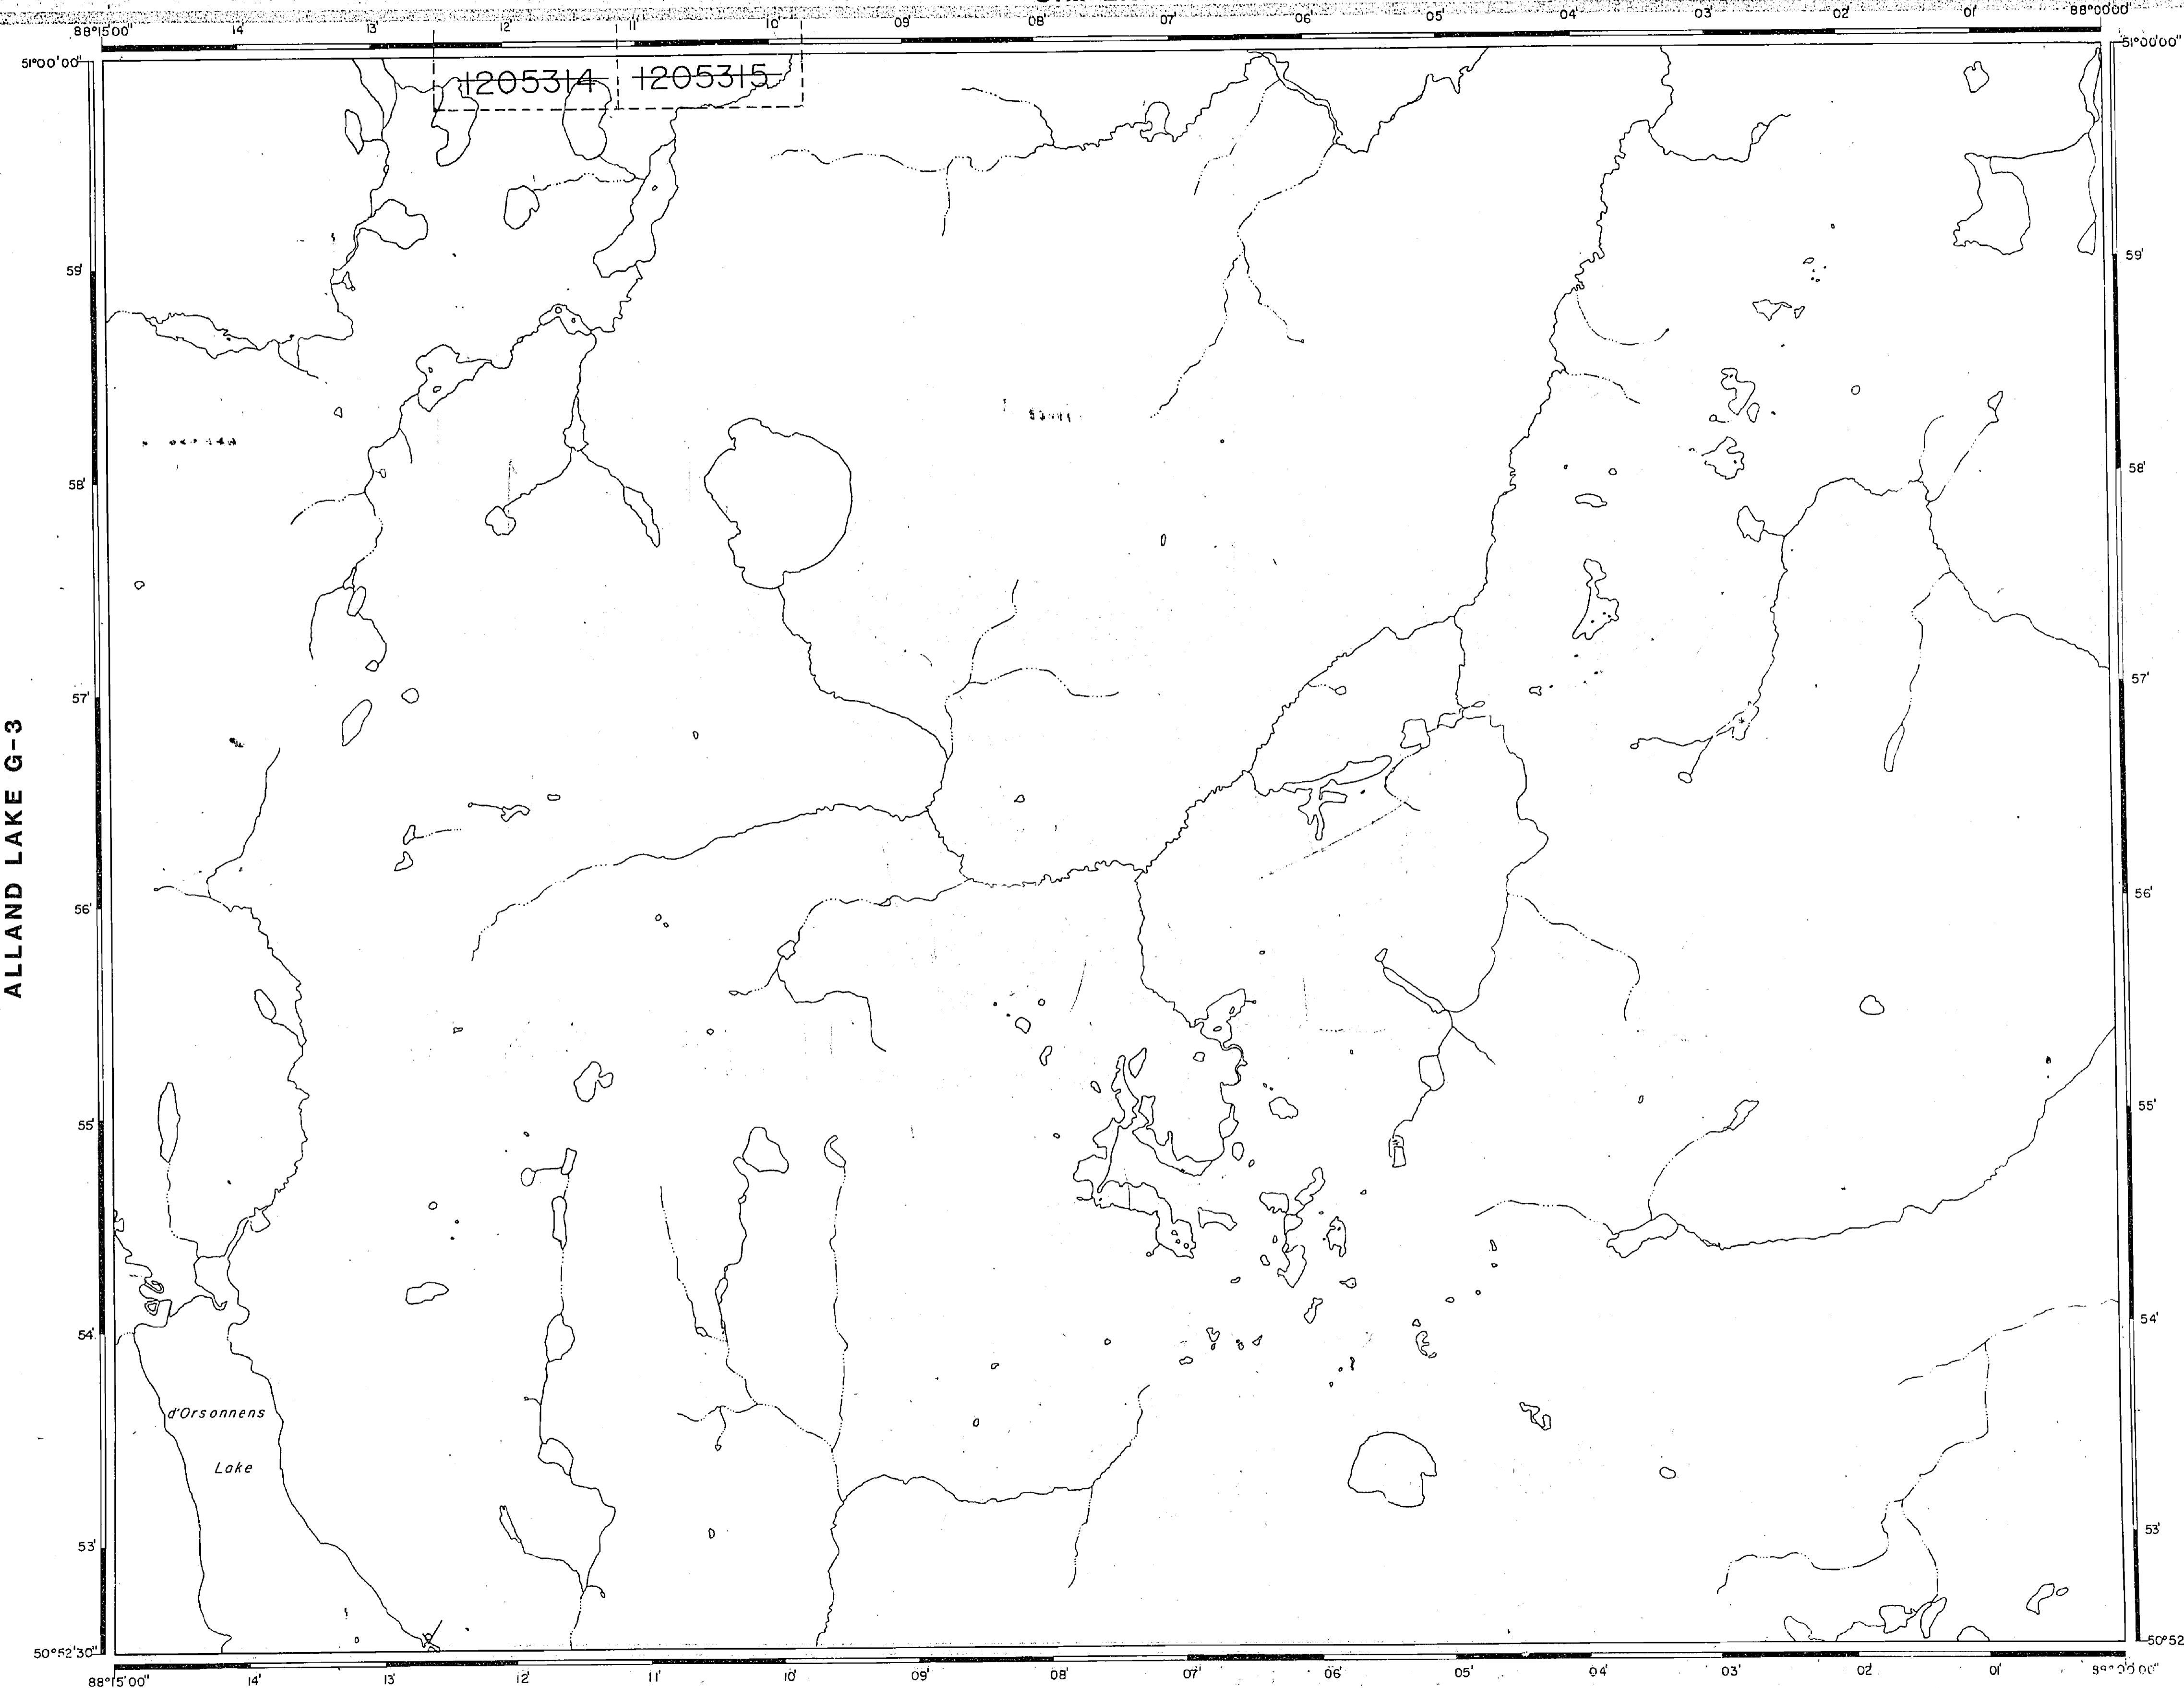 88°15'00" 14' 13' 12' 11' 10' 09' 08' 07' 06' 05' 04' 03' 02' 01' 88°00'00"
51°00'00" 51°00'00"
1205314 1205315
59' 59'
58' 58'
57' 57'
ALLAND LAKE G-3
56' 56'
55' 55'
54' 54'
d'Orsonnens
Lake
53' 53'
50°52'30" 50°52
88°15'00" 14' 13' 12' 11' 10' 09' 08' 07' 06' 05' 04' 03' 02' 01'